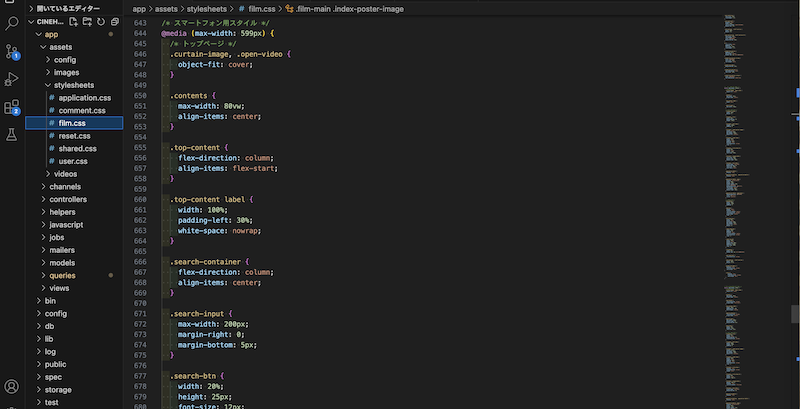 開いているエディター
app > assets > stylesheets > # film.css > .film-main .index-poster-image
CINEH...
app
assets
config
images
stylesheets
# application.css
# comment.css
# film.css
# reset.css
# shared.css
# user.css
videos
channels
controllers
helpers
javascript
jobs
mailers
models
queries
views
bin
config
db
lib
log
public
spec
storage
test
1
2
643 /* スマートフォン用スタイル */
644 @media (max-width: 599px) {
645 /* トップページ */
646 .curtain-image, .open-video {
647 object-fit: cover;
648 }
649
650 .contents {
651 max-width: 80vw;
652 align-items: center;
653 }
654
655 .top-content {
656 flex-direction: column;
657 align-items: flex-start;
658 }
659
660 .top-content label {
661 width: 100%;
662 padding-left: 30%;
663 white-space: nowrap;
664 }
665
666 .search-container {
667 flex-direction: column;
668 align-items: center;
669 }
670
671 .search-input {
672 max-width: 200px;
673 margin-right: 0;
674 margin-bottom: 5px;
675 }
676
677 .search-btn {
678 width: 20%;
679 height: 25px;
680 font-size: 12px;